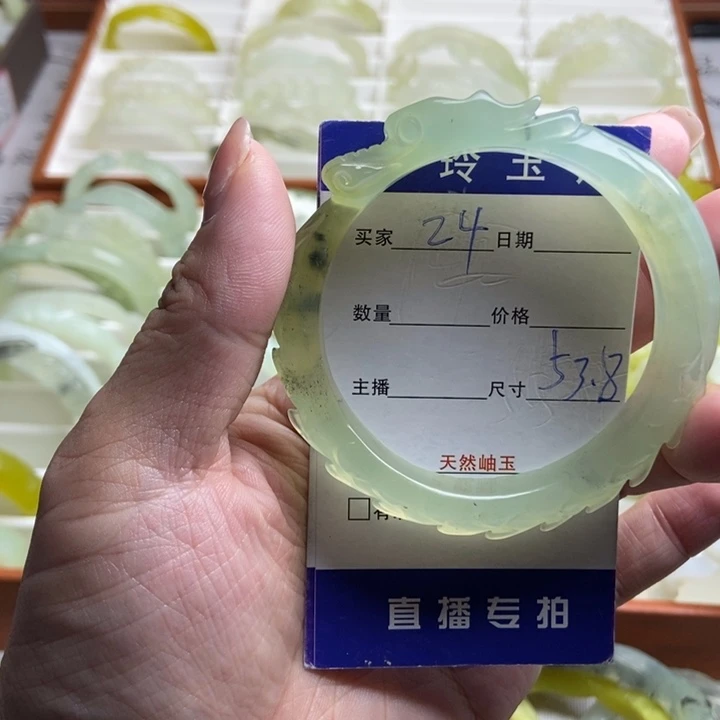 玲玉
买家 24 日期
数量 价格
主播 尺寸 53.8
天然岫玉
□有
直播专拍